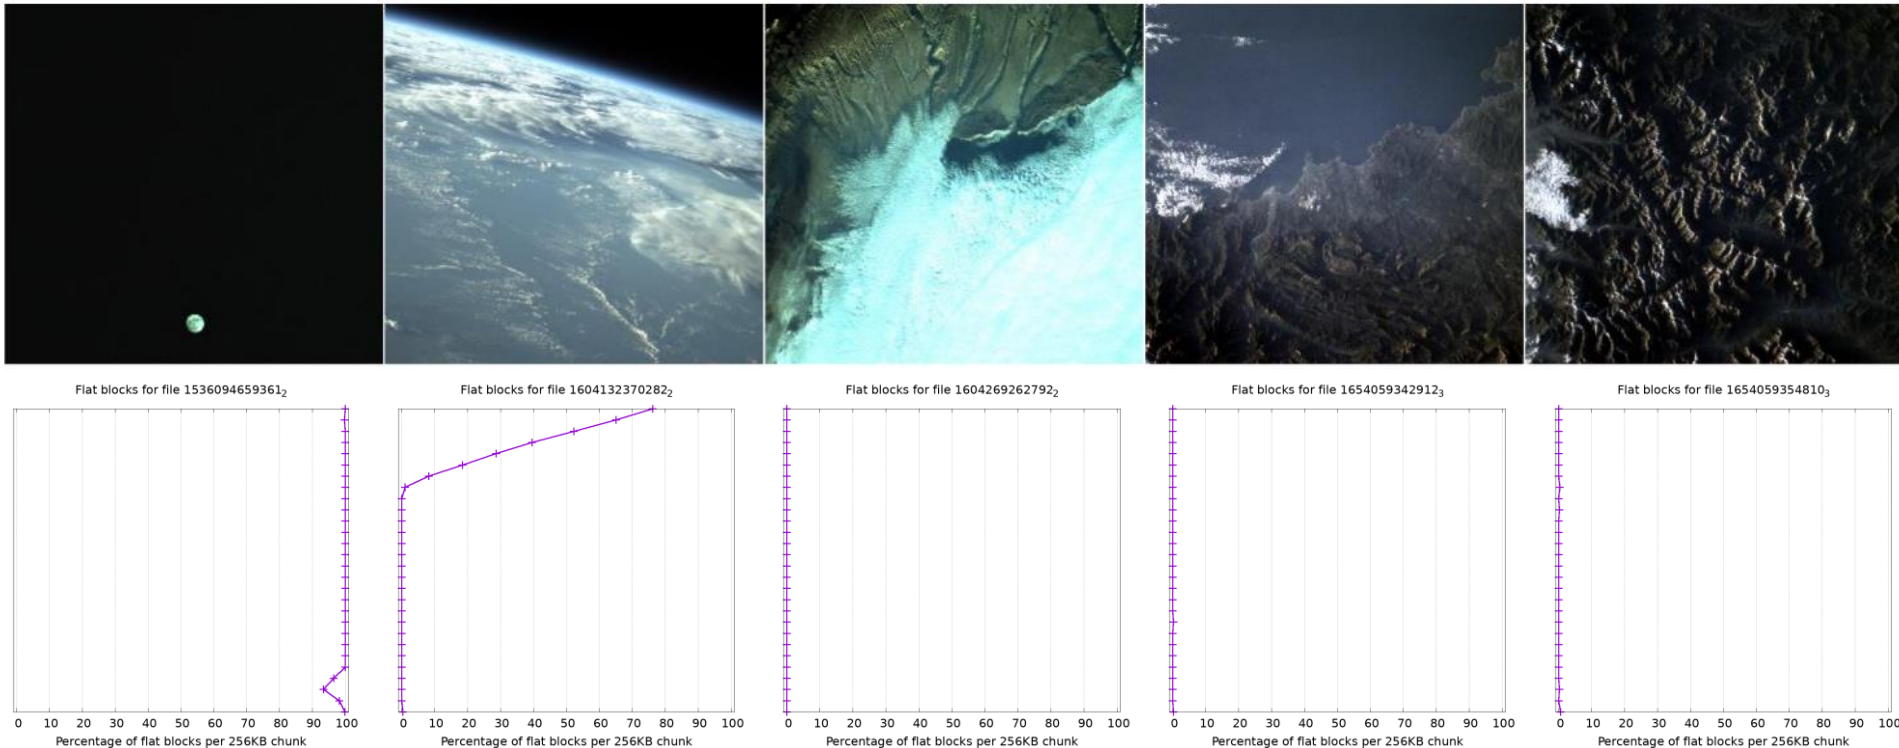 Flat blocks for file 1536094659361₂
Flat blocks for file 1604132370282₂
Flat blocks for file 1604269262792₂
Flat blocks for file 1654059342912₃
Flat blocks for file 1654059354810₃
0 10 20 30 40 50 60 70 80 90 100
0 10 20 30 40 50 60 70 80 90 100
0 10 20 30 40 50 60 70 80 90 100
0 10 20 30 40 50 60 70 80 90 100
0 10 20 30 40 50 60 70 80 90 100
Percentage of flat blocks per 256KB chunk
Percentage of flat blocks per 256KB chunk
Percentage of flat blocks per 256KB chunk
Percentage of flat blocks per 256KB chunk
Percentage of flat blocks per 256KB chunk